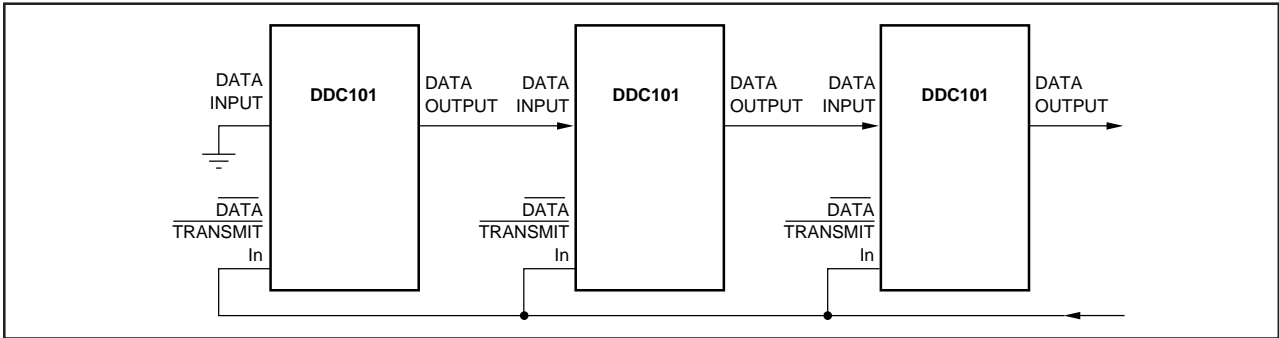 DATA
INPUT
DDC101
DATA
OUTPUT
DATA
INPUT
DDC101
DATA
OUTPUT
DATA
INPUT
DDC101
DATA
OUTPUT
DATA
TRANSMIT
In
DATA
TRANSMIT
In
DATA
TRANSMIT
In